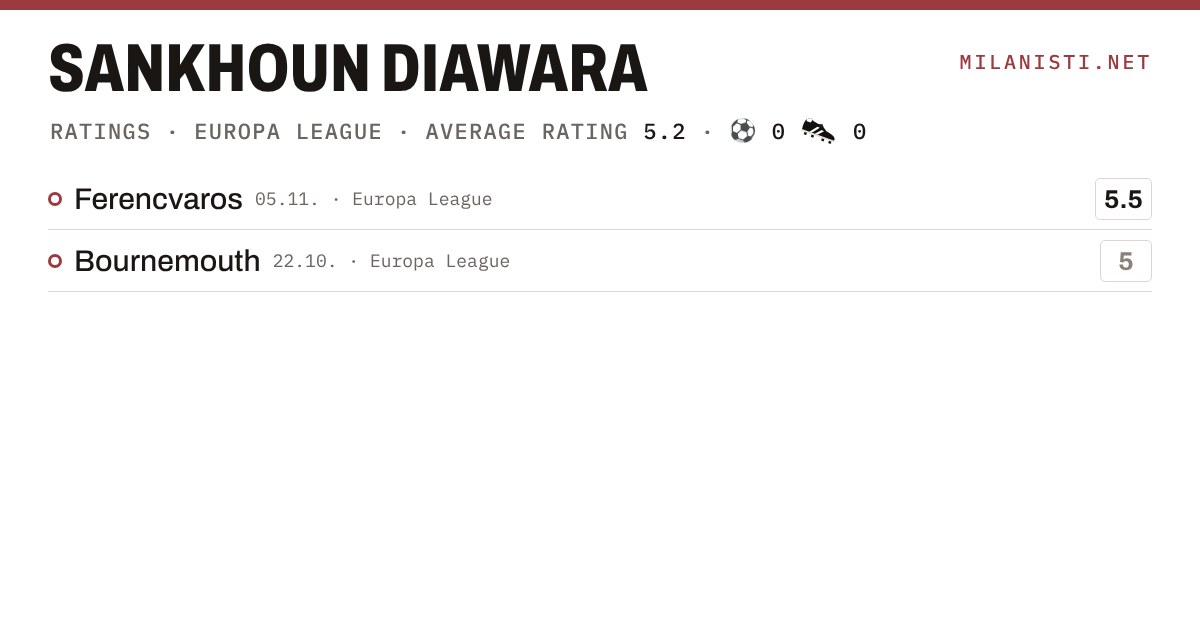 SANKHOUN DIAWARA
MILANISTI.NET
RATINGS · EUROPA LEAGUE · AVERAGE RATING 5.2 · ⚽ 0 0
Ferencvaros 05.11. · Europa League 5.5
Bournemouth 22.10. · Europa League 5